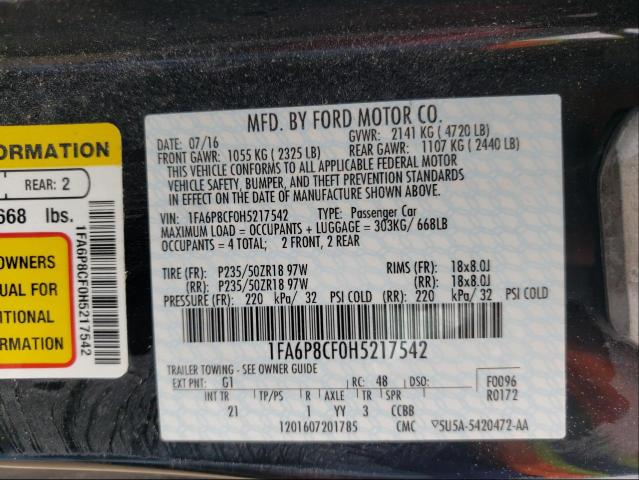 ORMATION
REAR: 2
668 lbs.
OWNERS
UAL FOR
ITIONAL
ORMATION
1FA6P8CF0H5217542
MFD. BY FORD MOTOR CO.
DATE: 07/16 GVWR: 2141 KG (4720 LB)
FRONT GAWR: 1055 KG (2325 LB) REAR GAWR: 1107 KG (2440 LB)
THIS VEHICLE CONFORMS TO ALL APPLICABLE FEDERAL MOTOR
VEHICLE SAFETY, BUMPER, AND THEFT PREVENTION STANDARDS
IN EFFECT ON THE DATE OF MANUFACTURE SHOWN ABOVE.
VIN: 1FA6P8CF0H5217542 TYPE: Passenger Car
MAXIMUM LOAD = OCCUPANTS + LUGGAGE = 303KG/ 668LB
OCCUPANTS = 4 TOTAL: 2 FRONT, 2 REAR
TIRE (FR): P235/50ZR18 97W RIMS (FR): 18x8.0J
(RR): P235/50ZR18 97W (RR): 18x8.0J
PRESSURE (FR): 220 kPa/ 32 PSI COLD (RR): 220 kPa/ 32 PSI COLD
1FA6P8CF0H5217542
TRAILER TOWING - SEE OWNER GUIDE
EXT PNT: G1 RC: 48 DSO: F0096
R0172
INT TR TP/PS R AXLE TR SPR
21 1 YY 3 CCBB
1201607201785 CMC 5U5A-5420472-AA